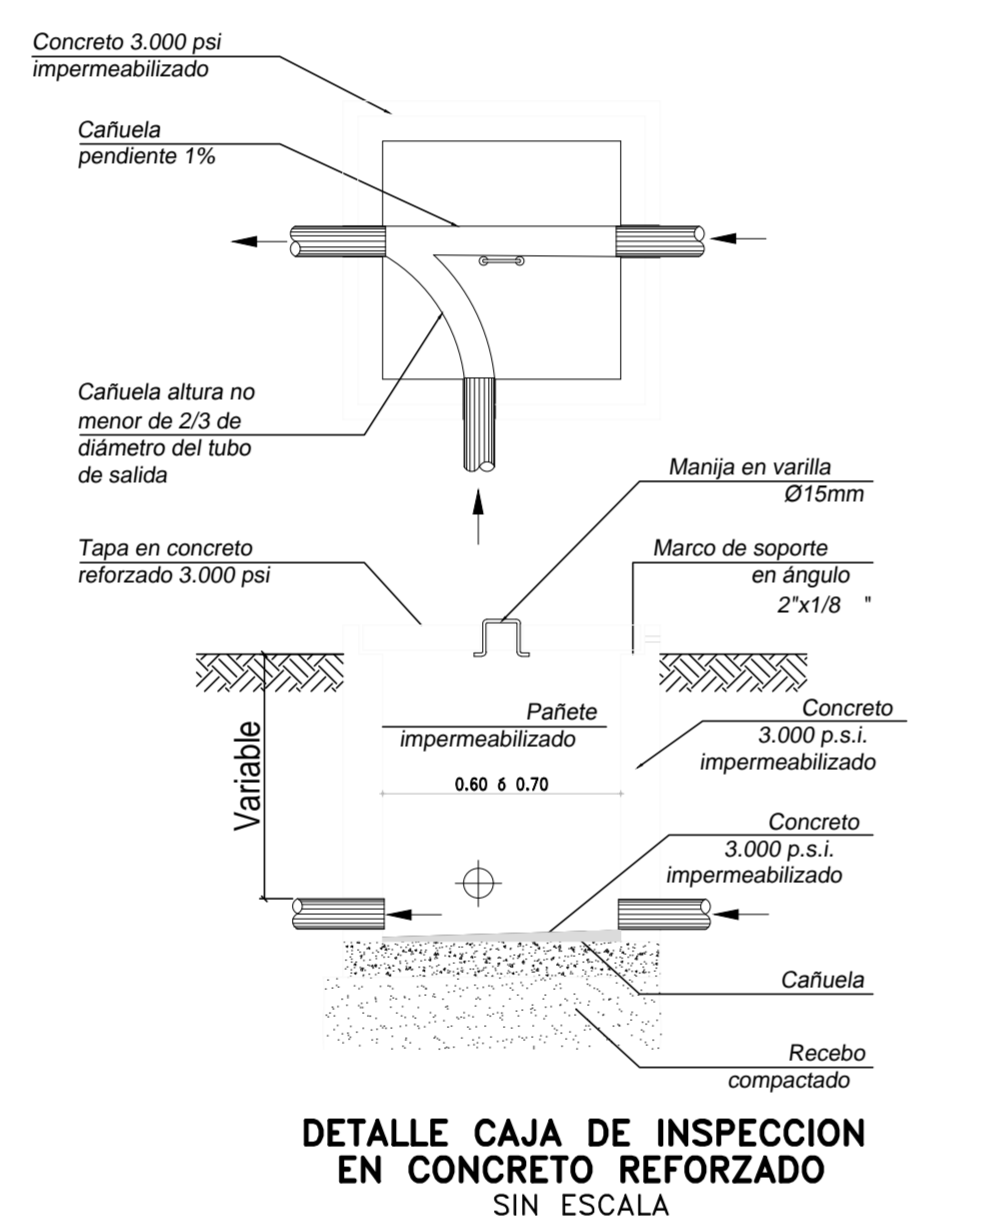 Concreto 3.000 psi
impermeabilizado
Cañuela
pendiente 1%
Cañuela altura no
menor de 2/3 de
diámetro del tubo
de salida
Manija en varilla
Ø15mm
Tapa en concreto
reforzado 3.000 psi
Marco de soporte
en ángulo
2"x1/8 "
Variable
Pañete
impermeabilizado
0.60 ó 0.70
Concreto
3.000 p.s.i.
impermeabilizado
Concreto
3.000 p.s.i.
impermeabilizado
Cañuela
Recebo
compactado
DETALLE CAJA DE INSPECCION
EN CONCRETO REFORZADO
SIN ESCALA